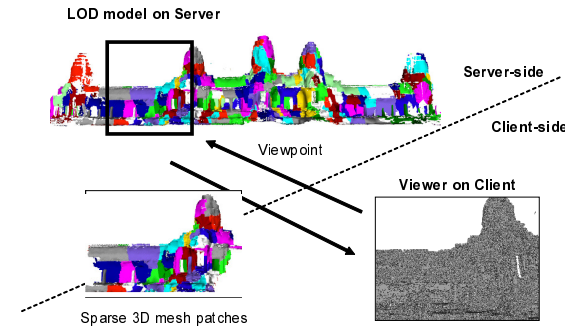 LOD model on Server
Server-side
Client-side
Viewpoint
Viewer on Client
Sparse 3D mesh patches